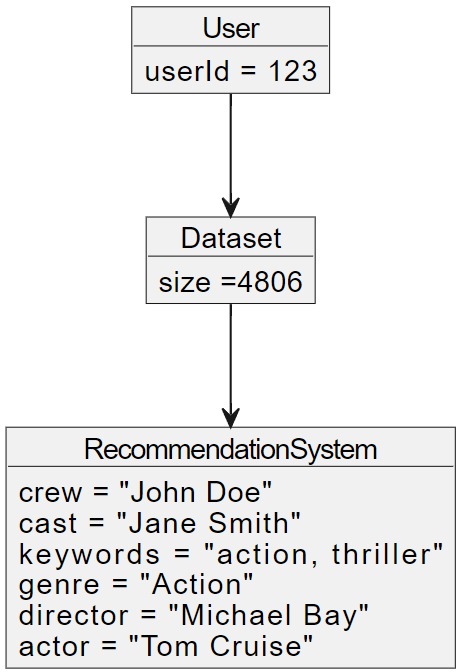 User
userId = 123
Dataset
size =4806
RecommendationSystem
crew = "John Doe"
cast = "Jane Smith"
keywords = "action, thriller"
genre = "Action"
director = "Michael Bay"
actor = "Tom Cruise"